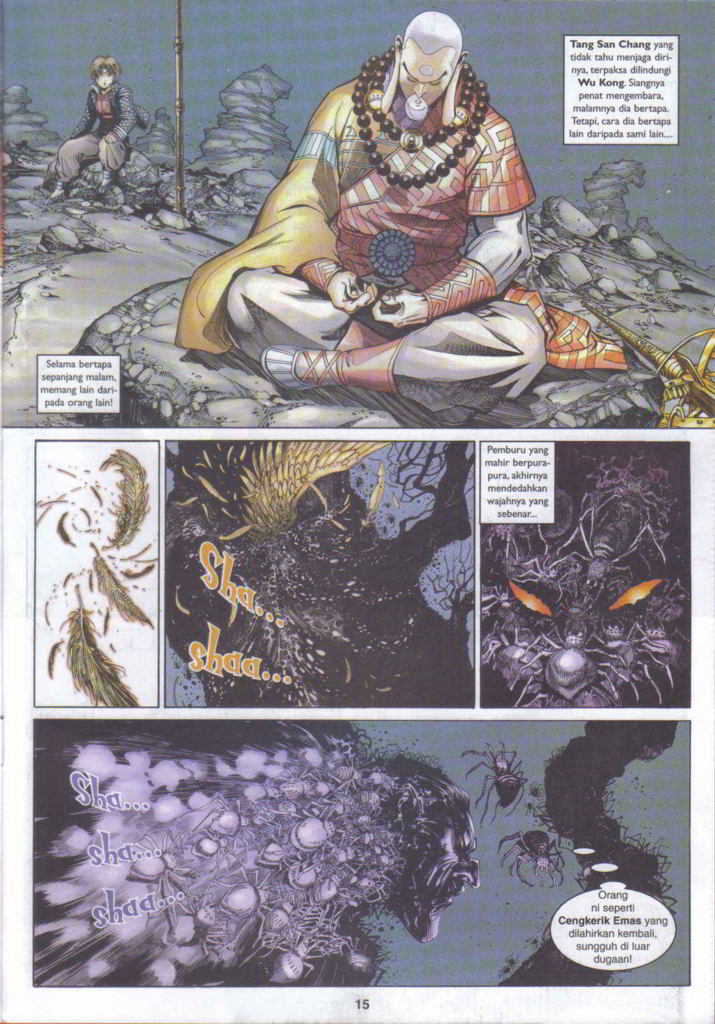 Tang San Chang yang
tidak tahu menjaga diri-
nya, terpaksa dilindungi
Wu Kong. Siangnya
penat mengembara,
malamnya dia bertapa.
Tetapi, cara dia bertapa
lain daripada sami lain....
Selama bertapa
sepanjang malam,
memang lain dari-
pada orang lain!
Sha...
shaa...
Pemburu yang
mahir berpura-
pura, akhirnya
mendedahkan
wajahnya yang
sebenar...
Sha...
sha...
shaa...
Orang
ni seperti
Cengkerik Emas yang
dilahirkan kembali,
sungguh di luar
dugaan!
15